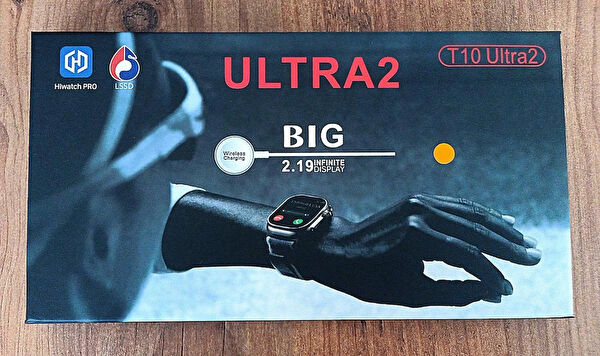 ULTRA2
T10 Ultra2
Hiwatch PRO
LSSD
BIG
Wireless
Charging
2.19 INFINITE
DISPLAY